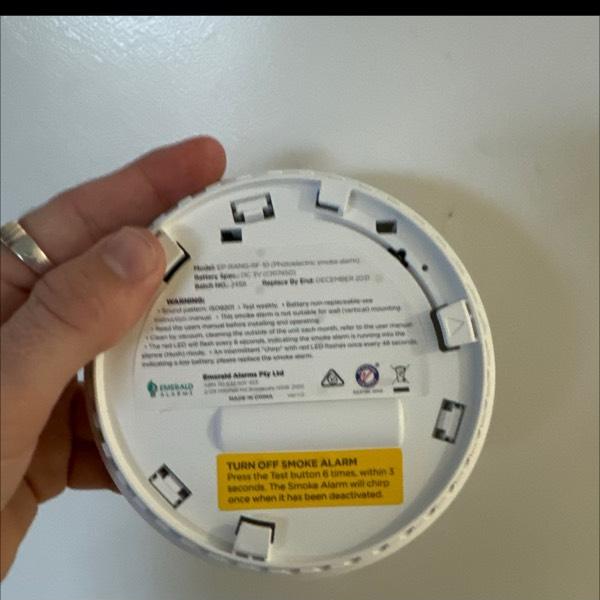 Model: EP-RANG-RF-10 (Photoelectric smoke alarm)
Battery Spec.: DC 3V (CR17450)
Batch NO.: Replace By End: DECEMBER 2031
WARNING:
• Sound pattern: ISO8201 • Test weekly • Battery non-replaceable-see
instruction manual • This smoke alarm is not suitable for wall (vertical) mounting
• Read the users manual before installing and operating
• Clean by vacuum, cleaning the outside of the unit each month, refer to the user manual
• The red LED will flash every 8 seconds, indicating the smoke alarm is running into the
silence (Hush) mode. • An intermittent "chirp" with red LED flashes once every 48 seconds,
indicating a low battery, please replace the smoke alarm.
EMERALD
ALARMS
Emerald Alarms Pty Ltd
MADE IN CHINA
TURN OFF SMOKE ALARM
Press the Test button 6 times, within 3
seconds. The Smoke Alarm will chirp
once when it has been deactivated.